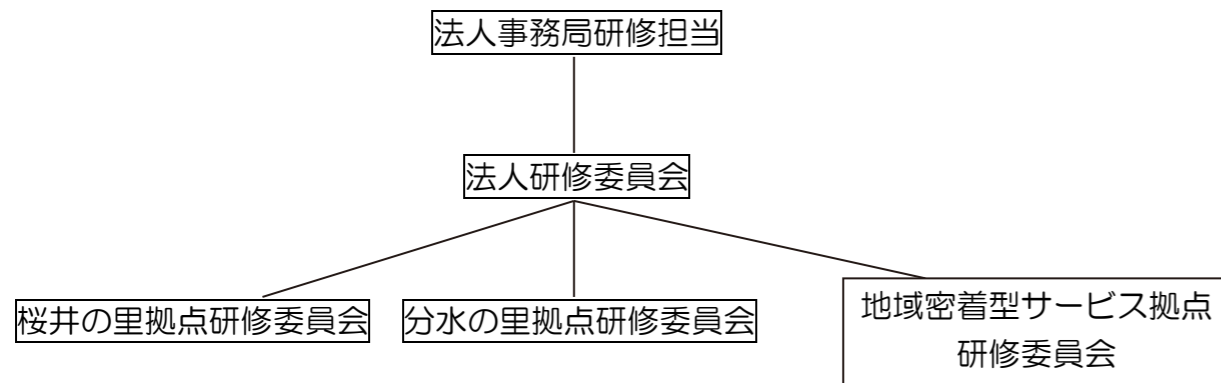 法人事務局研修担当
法人研修委員会
桜井の里拠点研修委員会
分水の里拠点研修委員会
地域密着型サービス拠点
研修委員会